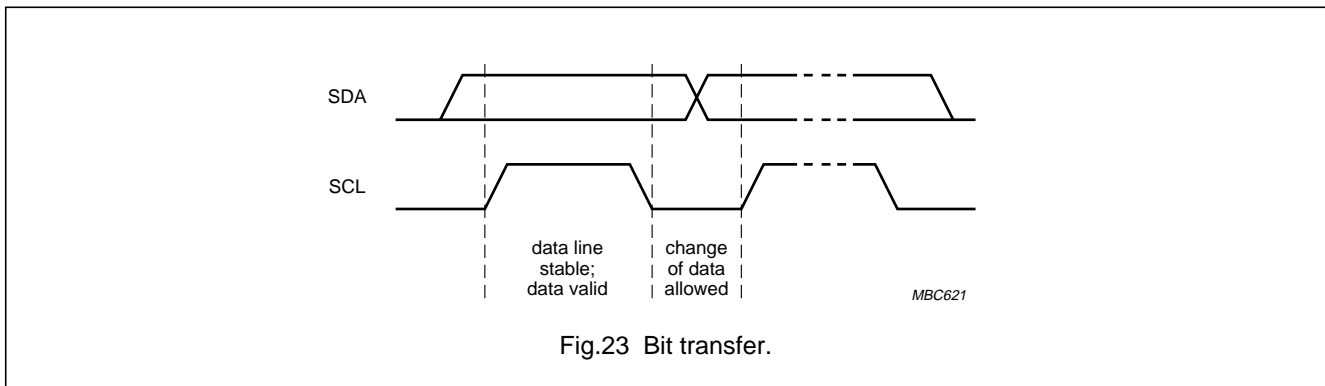 SDA
SCL
data line
stable;
data valid
change
of data
allowed
MBC621
Fig.23 Bit transfer.